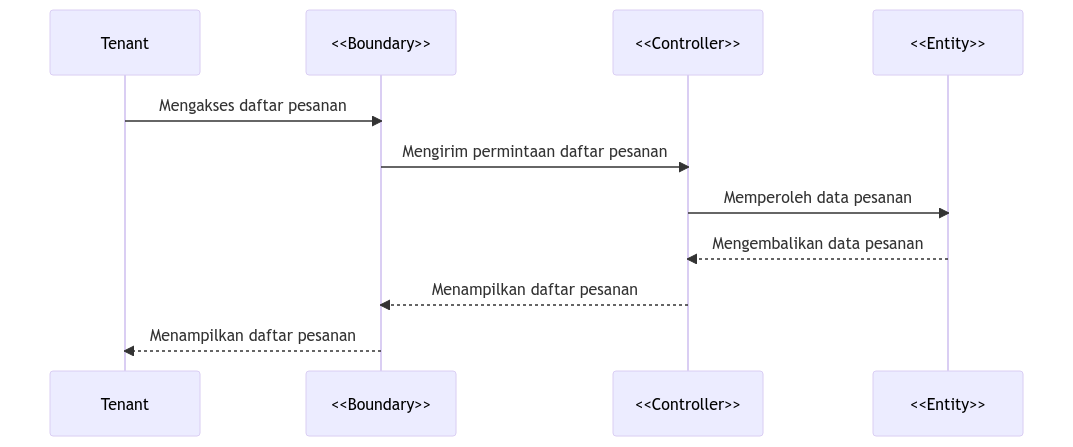 Tenant
<<Boundary>>
<<Controller>>
<<Entity>>
Mengakses daftar pesanan
Mengirim permintaan daftar pesanan
Memperoleh data pesanan
Mengembalikan data pesanan
Menampilkan daftar pesanan
Menampilkan daftar pesanan
Tenant
<<Boundary>>
<<Controller>>
<<Entity>>